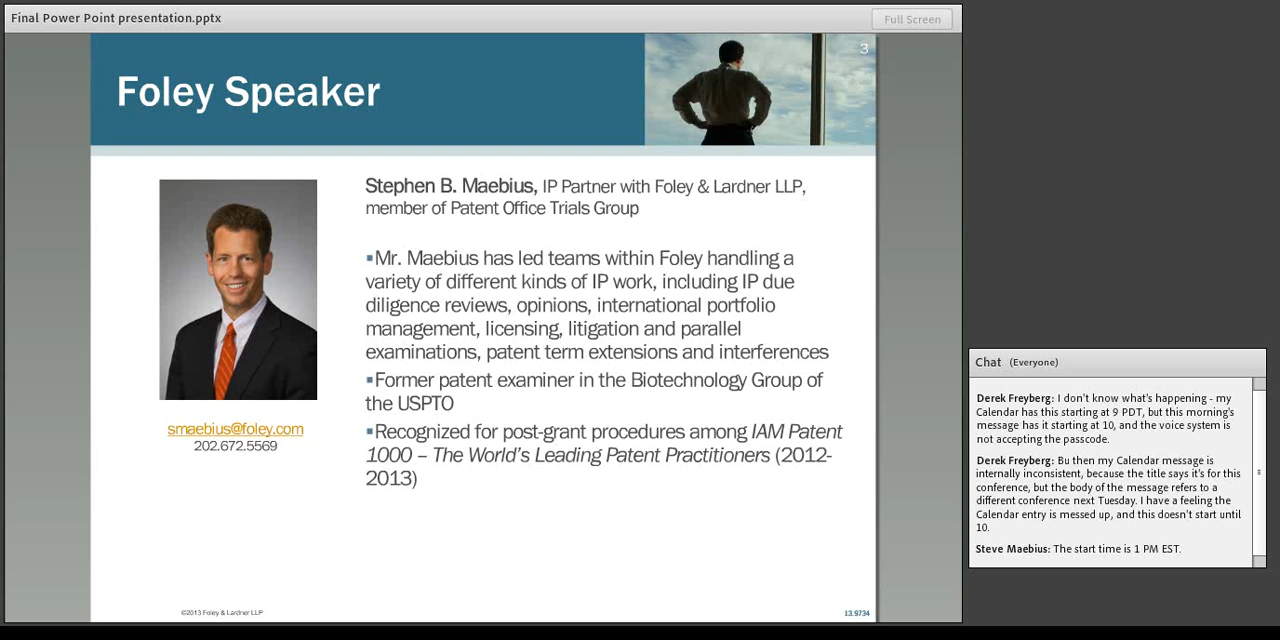 Final Power Point presentation.pptx
Full Screen
3
Foley Speaker
Stephen B. Maebius, IP Partner with Foley & Lardner LLP,
member of Patent Office Trials Group
▪Mr. Maebius has led teams within Foley handling a
variety of different kinds of IP work, including IP due
diligence reviews, opinions, international portfolio
management, licensing, litigation and parallel
examinations, patent term extensions and interferences
▪Former patent examiner in the Biotechnology Group of
the USPTO
▪Recognized for post-grant procedures among IAM Patent
1000 – The World's Leading Patent Practitioners (2012-
2013)
smaebius@foley.com
202.672.5569
©2013 Foley & Lardner LLP
13.9734
Chat (Everyone)
Derek Freyberg: I don't know what's happening - my
Calendar has this starting at 9 PDT, but this morning's
message has it starting at 10, and the voice system is
not accepting the passcode.
Derek Freyberg: Bu then my Calendar message is
internally inconsistent, because the title says it's for this
conference, but the body of the message refers to a
different conference next Tuesday. I have a feeling the
Calendar entry is messed up, and this doesn't start until
10.
Steve Maebius: The start time is 1 PM EST.